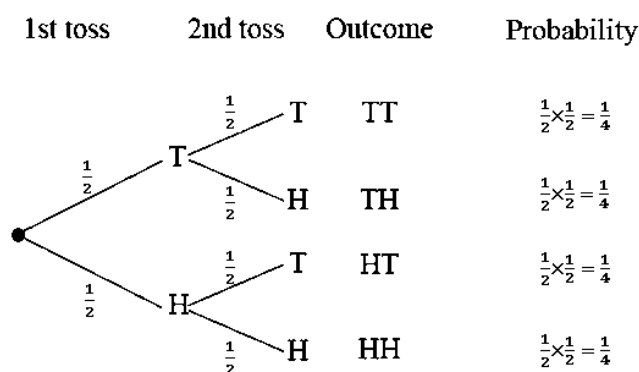 1st toss 2nd toss Outcome Probability
1/2 T TT 1/2×1/2=1/4
1/2 T
1/2 H TH 1/2×1/2=1/4
1/2 T HT 1/2×1/2=1/4
1/2 H
1/2 H HH 1/2×1/2=1/4